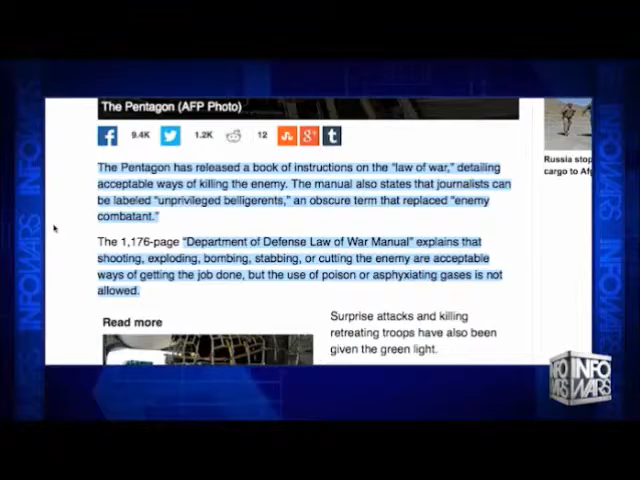 The Pentagon (AFP Photo)
9.4K 1.2K 12
The Pentagon has released a book of instructions on the “law of war,” detailing
acceptable ways of killing the enemy. The manual also states that journalists can
be labeled “unprivileged belligerents,” an obscure term that replaced “enemy
combatant.”
The 1,176-page “Department of Defense Law of War Manual” explains that
shooting, exploding, bombing, stabbing, or cutting the enemy are acceptable
ways of getting the job done, but the use of poison or asphyxiating gases is not
allowed.
Read more
Surprise attacks and killing
retreating troops have also been
given the green light.
Russia stop
cargo to Af
INFOWARS
INFOWARS
INFO
WARS
INFO
WARS